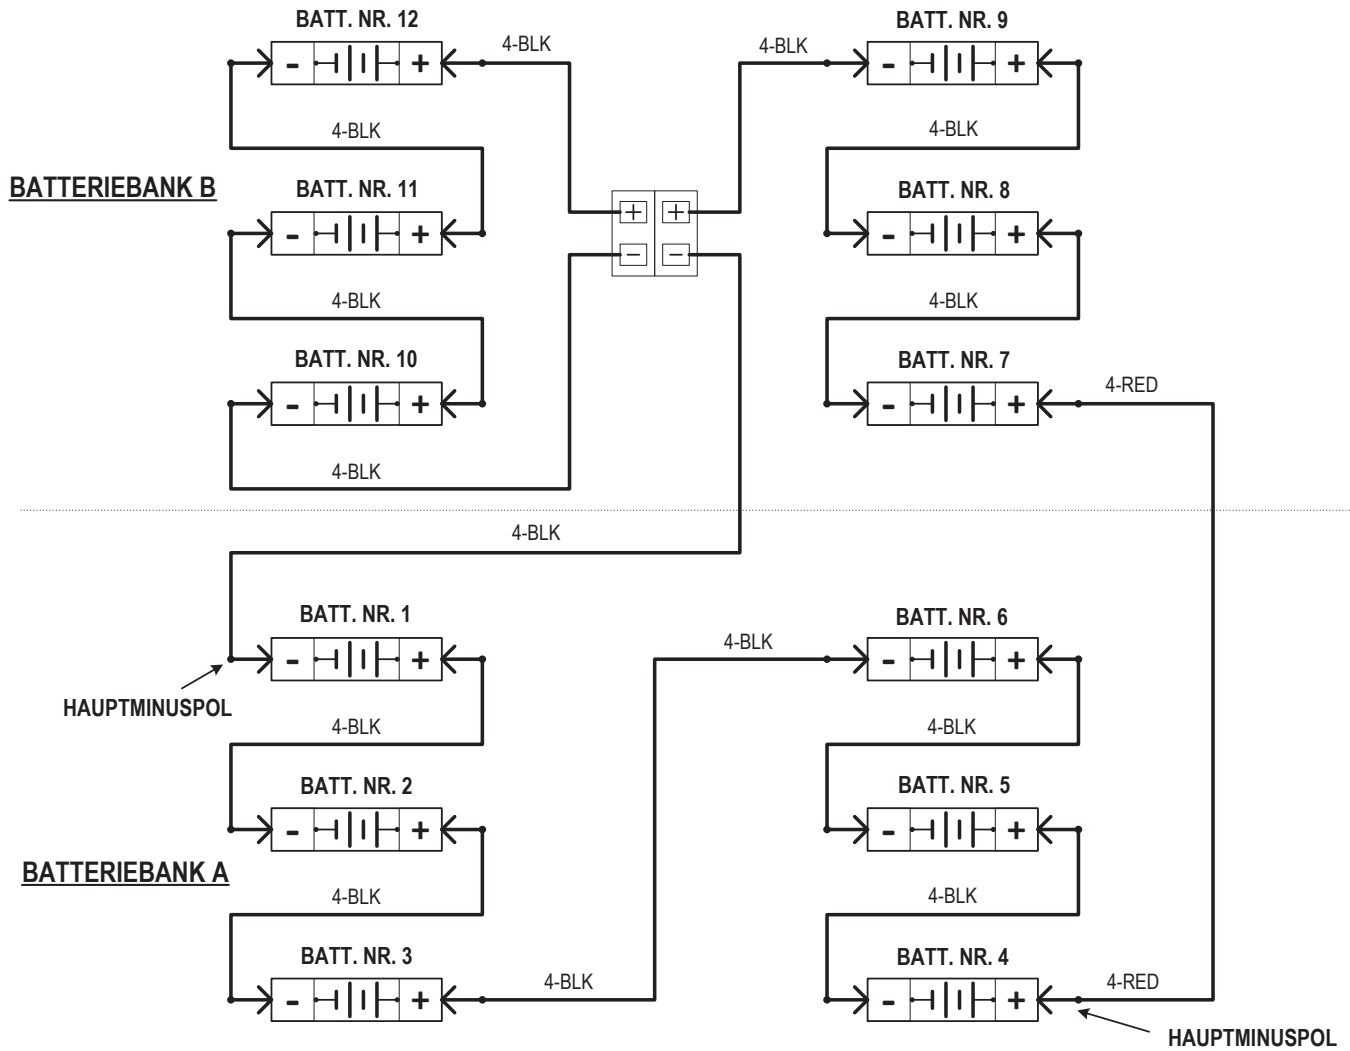 BATT. NR. 12
BATT. NR. 9
4-BLK
4-BLK
- +
- +
4-BLK
4-BLK
BATTERIEBANK B
BATT. NR. 11
BATT. NR. 8
+ +
- +
- +
- -
4-BLK
4-BLK
BATT. NR. 10
BATT. NR. 7
- +
- +
4-RED
4-BLK
4-BLK
BATT. NR. 1
BATT. NR. 6
- +
4-BLK
- +
HAUPTMINUSPOL
4-BLK
4-BLK
BATT. NR. 2
BATT. NR. 5
- +
- +
BATTERIEBANK A
4-BLK
4-BLK
BATT. NR. 3
BATT. NR. 4
- +
4-BLK
- +
4-RED
HAUPTMINUSPOL